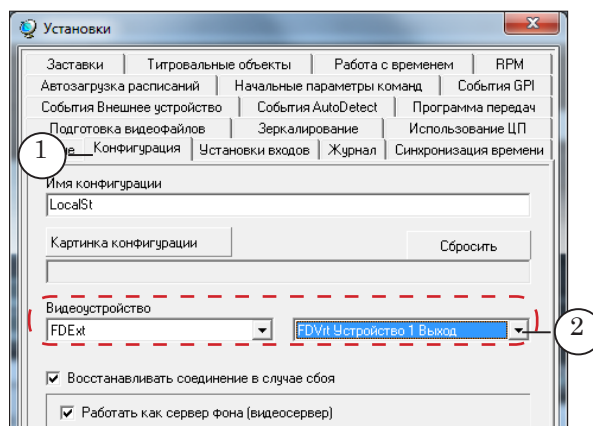 Установки
Заставки Титровальные объекты Работа с временем RPM
Автозагрузка расписаний Начальные параметры команд События GPI
События Внешнее устройство События AutoDetect Программа передач
Подготовка видеофайлов Зеркалирование Использование ЦП
1 Конфигурация Установки входов Журнал Синхронизация времени
Имя конфигурации
LocalSt
Картинка конфигурации Сбросить
Видеоустройство
FDExt FDVrt Устройство 1 Выход 2
Восстанавливать соединение в случае сбоя
Работать как сервер фона (видеосервер)